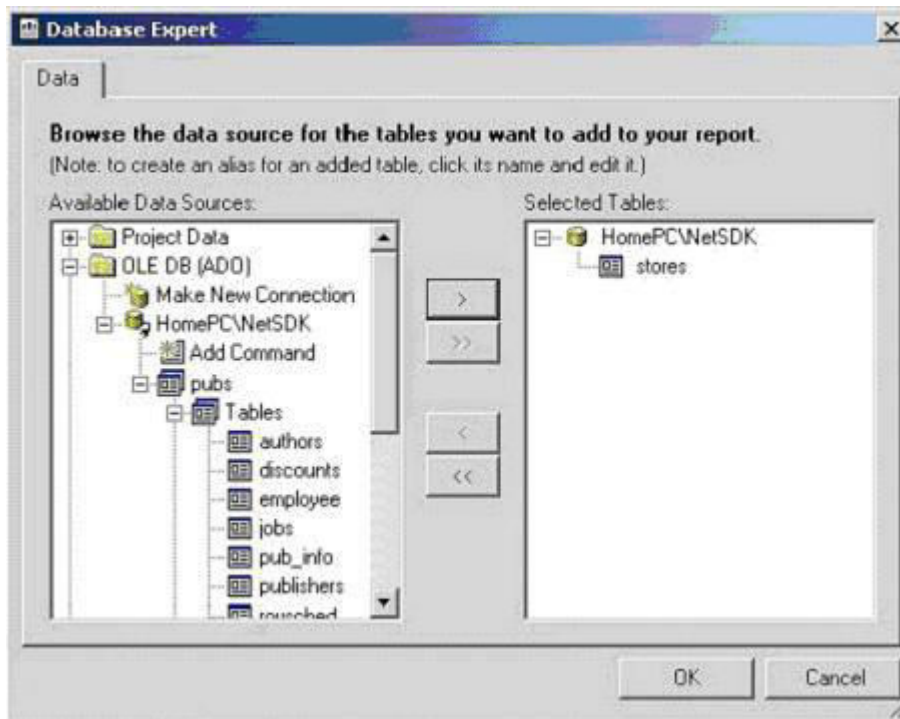 Database Expert
Data
Browse the data source for the tables you want to add to your report.
(Note: to create an alias for an added table, click its name and edit it.)
Available Data Sources:
Project Data
OLE DB (ADO)
Make New Connection
HomePC\NetSDK
Add Command
pubs
Tables
authors
discounts
employee
jobs
pub_info
publishers
>
>>
<
<<
Selected Tables:
HomePC\NetSDK
stores
OK
Cancel